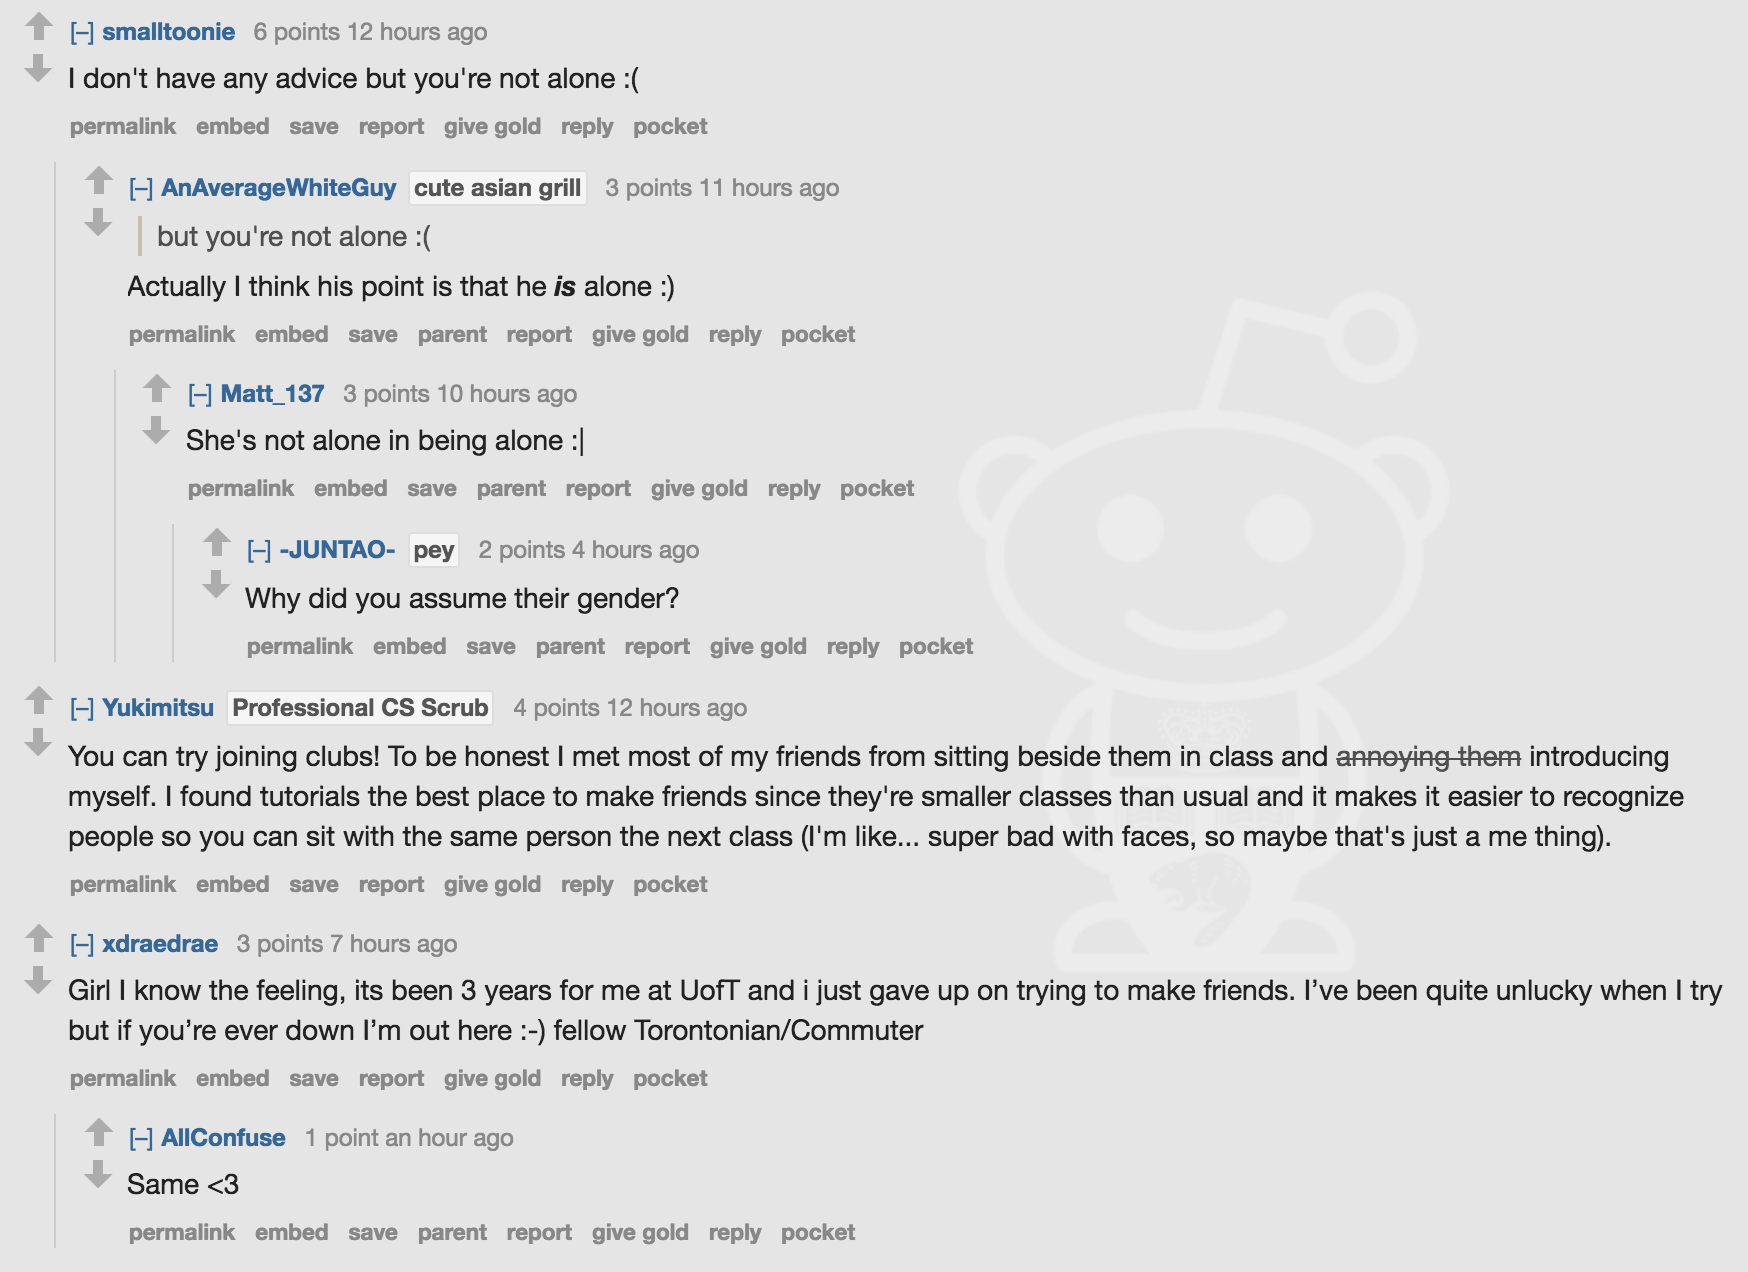 [–] smalltoonie 6 points 12 hours ago
I don't have any advice but you're not alone :(
permalink embed save report give gold reply pocket
[–] AnAverageWhiteGuy cute asian grill 3 points 11 hours ago
but you're not alone :(
Actually I think his point is that he is alone :)
permalink embed save parent report give gold reply pocket
[–] Matt_137 3 points 10 hours ago
She's not alone in being alone :|
permalink embed save parent report give gold reply pocket
[–] -JUNTAO- pey 2 points 4 hours ago
Why did you assume their gender?
permalink embed save parent report give gold reply pocket
[–] Yukimitsu Professional CS Scrub 4 points 12 hours ago
You can try joining clubs! To be honest I met most of my friends from sitting beside them in class and annoying them introducing
myself. I found tutorials the best place to make friends since they're smaller classes than usual and it makes it easier to recognize
people so you can sit with the same person the next class (I'm like... super bad with faces, so maybe that's just a me thing).
permalink embed save report give gold reply pocket
[–] xdraedrae 3 points 7 hours ago
Girl I know the feeling, its been 3 years for me at UofT and i just gave up on trying to make friends. I’ve been quite unlucky when I try
but if you’re ever down I’m out here :-) fellow Torontonian/Commuter
permalink embed save report give gold reply pocket
[–] AllConfuse 1 point an hour ago
Same <3
permalink embed save parent report give gold reply pocket